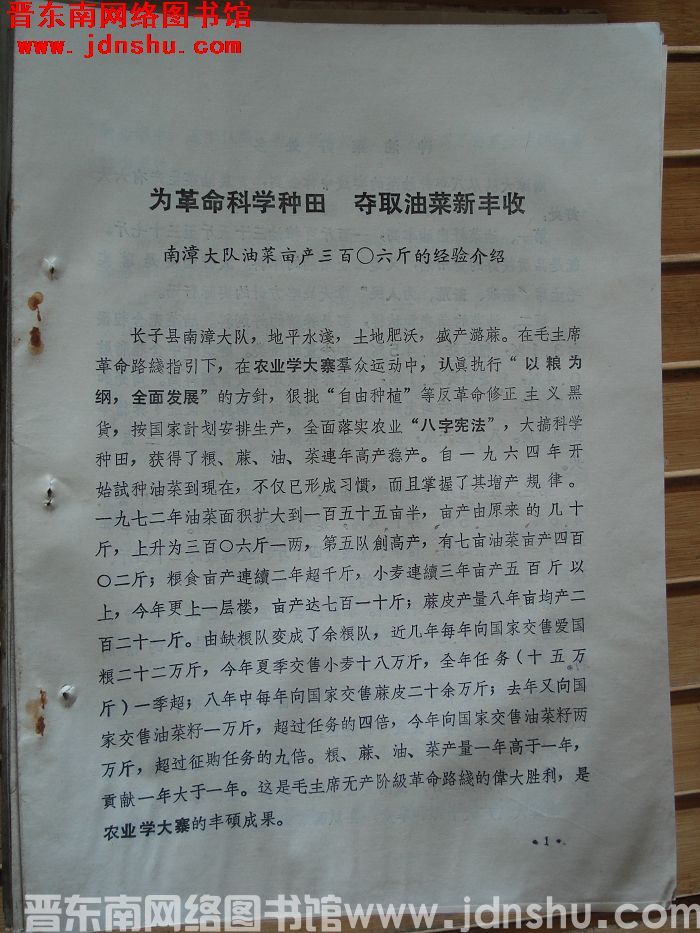 晋东南网络图书馆
www.jdnshu.com
为革命科学种田 夺取油菜新丰收
南漳大队油菜亩产三百〇六斤的经验介绍
长子县南漳大队，地平水淺，土地肥沃，盛产潞蔴。在毛主席
革命路綫指引下，在农业学大寨羣众运动中，认眞执行“以粮为
纲，全面发展”的方針，狠批“自由种植”等反革命修正主义黑
貨，按国家計划安排生产，全面落实农业“八字宪法”，大搞科学
种田，获得了粮、蔴、油、菜連年高产稳产。自一九六四年开
始試种油菜到現在，不仅已形成习慣，而且掌握了其增产规律。
一九七二年油菜面积扩大到一百五十五亩半，亩产由原来的几十
斤，上升为三百〇六斤一两，第五队創高产，有七亩油菜亩产四百
〇二斤；粮食亩产連續二年超千斤，小麦連續三年亩产五百斤以
上，今年更上一层楼，亩产达七百一十斤；蔴皮产量八年亩均产二
百二十一斤。由缺粮队变成了余粮队，近几年每年向国家交售爱国
粮二十二万斤，今年夏季交售小麦十八万斤，全年任务（十五万
斤）一季超；八年中每年向国家交售蔴皮二十余万斤；去年又向国
家交售油菜籽一万斤，超过任务的四倍，今年向国家交售油菜籽两
万斤，超过征购任务的九倍。粮、蔴、油、菜产量一年高于一年，
貢献一年大于一年。这是毛主席无产阶級革命路綫的偉大胜利，是
农业学大寨的丰碩成果。
·1·
晋东南网络图书馆 www.jdnshu.com